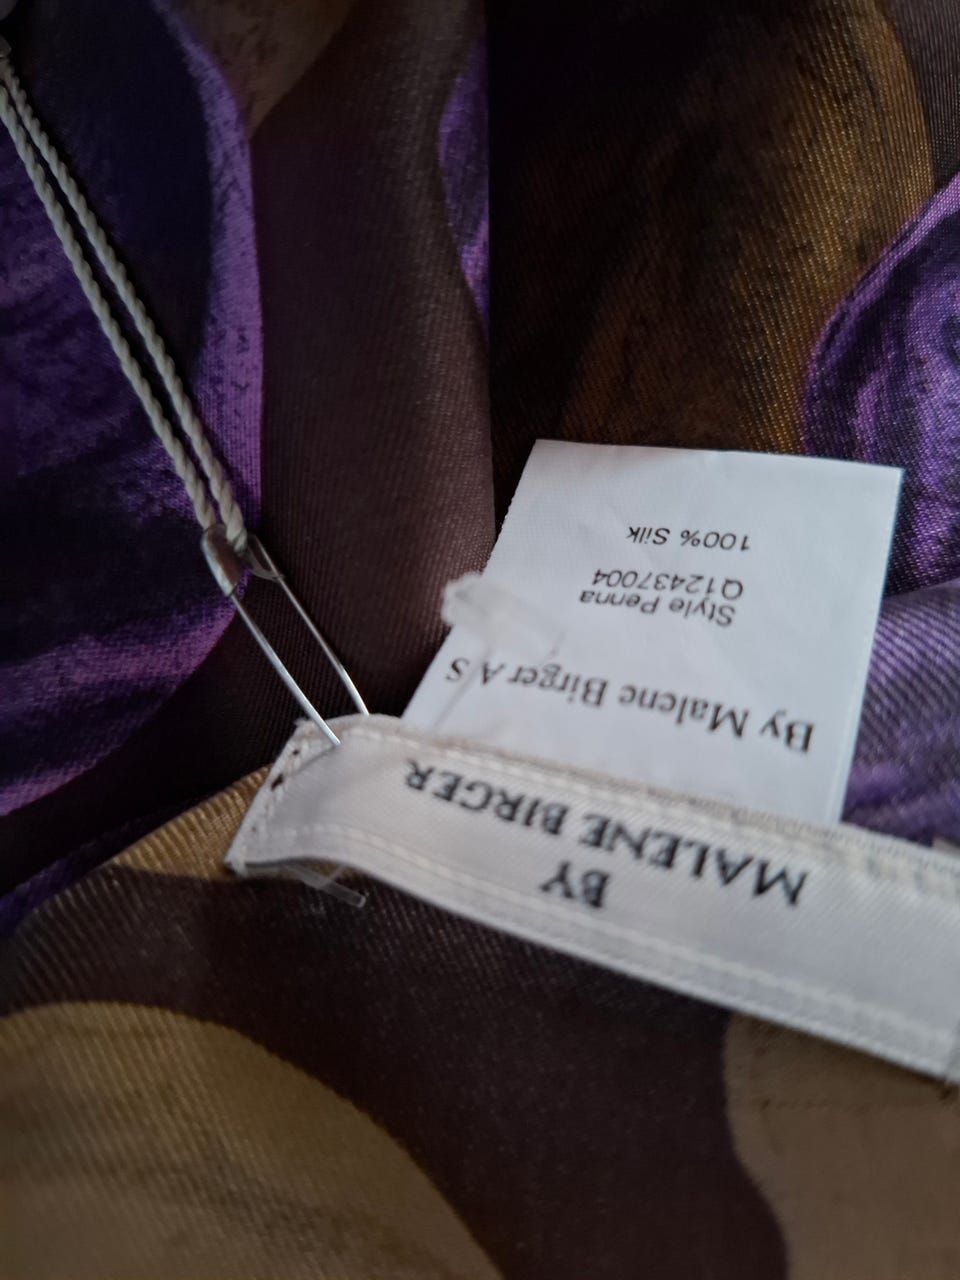 BY
MALENE BIRGER
By Malene Birger A S
Style Penna
Q12437004
100% Silk